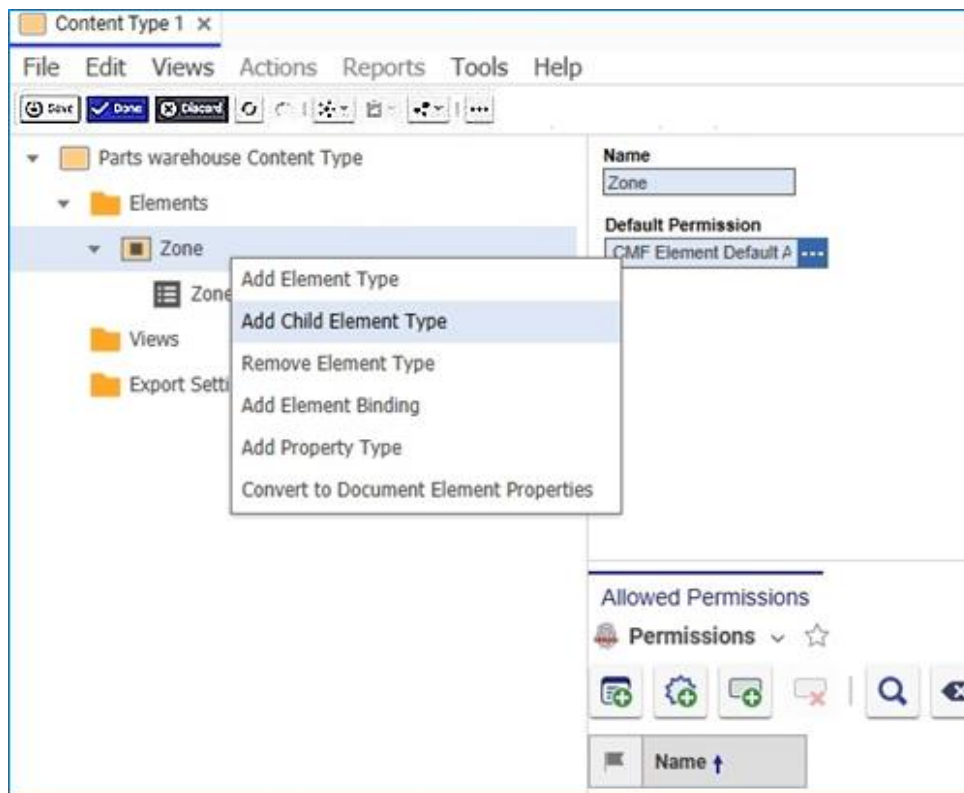 Content Type 1
File Edit Views Actions Reports Tools Help
Save Done Discard
Parts warehouse Content Type
Elements
Zone
Zone
Views
Export Setti
Add Element Type
Add Child Element Type
Remove Element Type
Add Element Binding
Add Property Type
Convert to Document Element Properties
Name
Zone
Default Permission
CMF Element Default A
Allowed Permissions
Permissions
Name